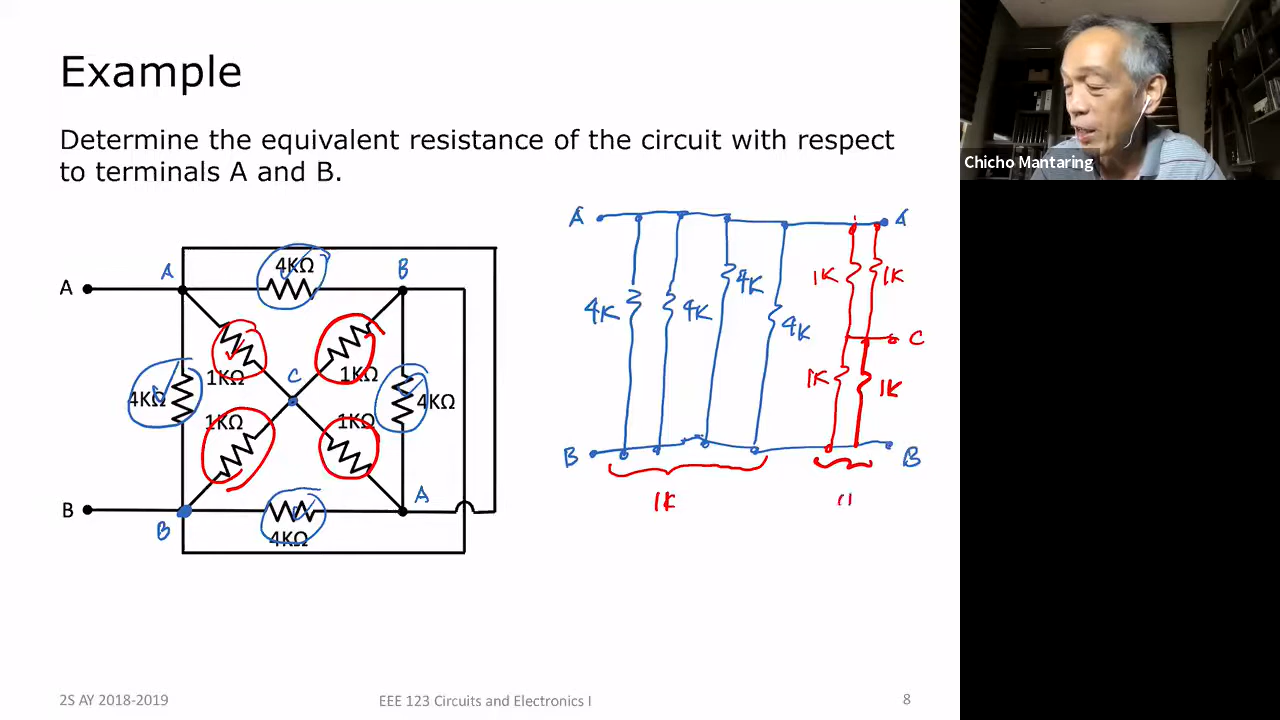 Example
Determine the equivalent resistance of the circuit with respect
to terminals A and B.
Chicho Mantaring
A
A
4KΩ
B
1KΩ
C
1KΩ
4KΩ
4KΩ
1KΩ
1KΩ
B
B
4KΩ
A
A
A
4K
4K
4K
4K
1K
1K
C
1K
1K
B
B
1K
2S AY 2018-2019
EEE 123 Circuits and Electronics I
8